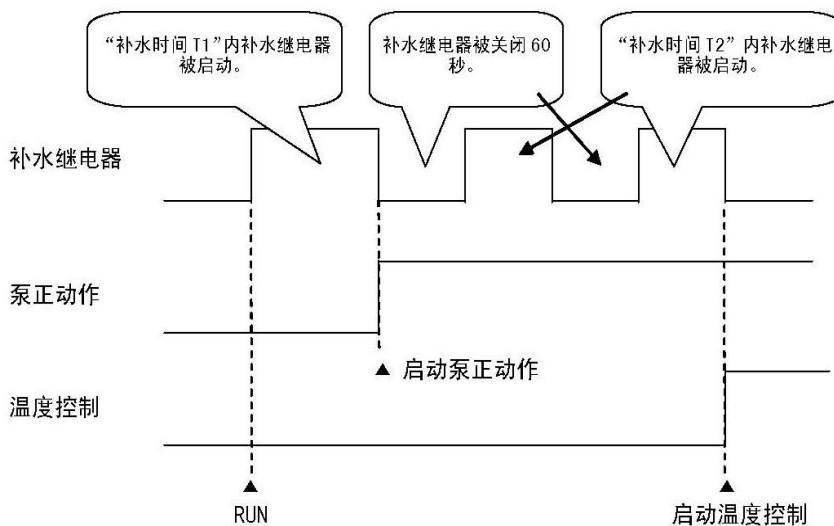 “补水时间 T1”内补水继电器
被启动。
补水继电器被关闭 60
秒。
“补水时间 T2” 内补水继电
器被启动。
补水继电器
泵正动作
▲ 启动泵正动作
温度控制
▲
RUN
▲
启动温度控制